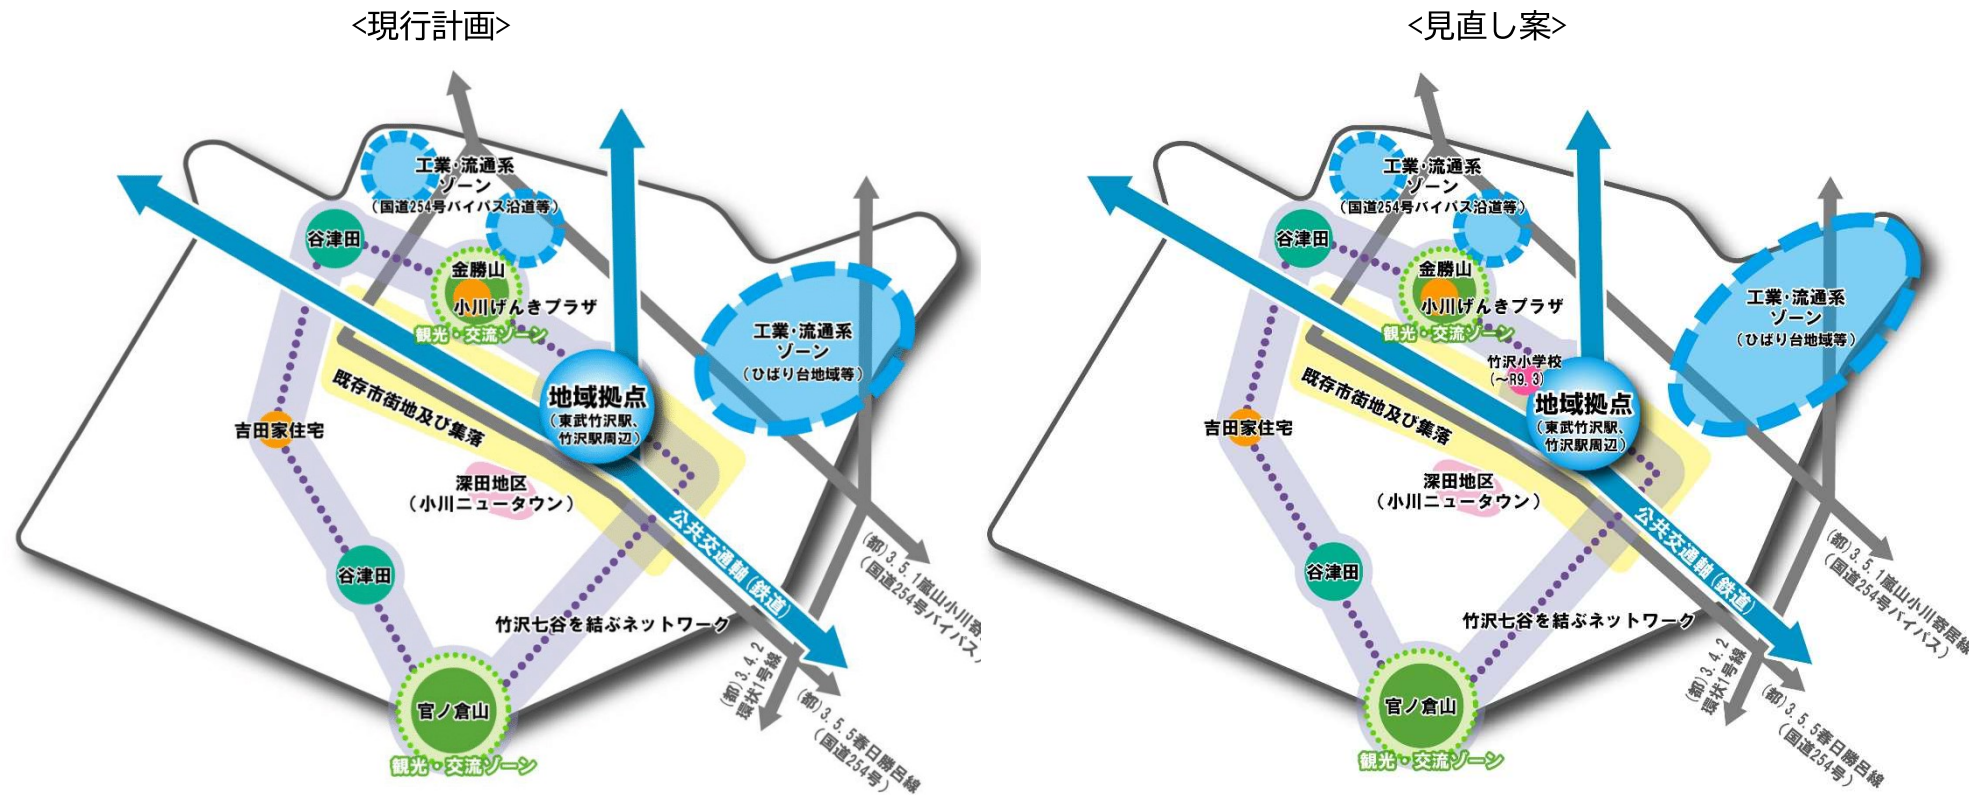 <現行計画>
工業・流通系
ゾーン
(国道254号バイパス沿道等)
谷津田
金勝山
小川げんきプラザ
観光・交流ゾーン
工業・流通系
ゾーン
(ひばり台地域等)
地域拠点
(東武竹沢駅、
竹沢駅周辺)
既存市街地及び集落
吉田家住宅
深田地区
(小川ニュータウン)
公共交通軸(鉄道)
(都)3.5.1嵐山小川寄
(国道254号バイパス)
谷津田
竹沢七谷を結ぶネットワーク
(都)3.4.2
環状1号線
(都)3.5.5春日勝呂線
(国道254号)
官ノ倉山
観光・交流ゾーン
<見直し案>
工業・流通系
ゾーン
(国道254号バイパス沿道等)
谷津田
金勝山
小川げんきプラザ
観光・交流ゾーン
工業・流通系
ゾーン
(ひばり台地域等)
竹沢小学校
(～R9.3)
地域拠点
(東武竹沢駅、
竹沢駅周辺)
既存市街地及び集落
吉田家住宅
深田地区
(小川ニュータウン)
公共交通軸(鉄道)
(都)3.5.1嵐山小川寄居線
(国道254号バイパス)
谷津田
竹沢七谷を結ぶネットワーク
(都)3.4.2
環状1号線
(都)3.5.5春日勝呂線
(国道254号)
官ノ倉山
観光・交流ゾーン